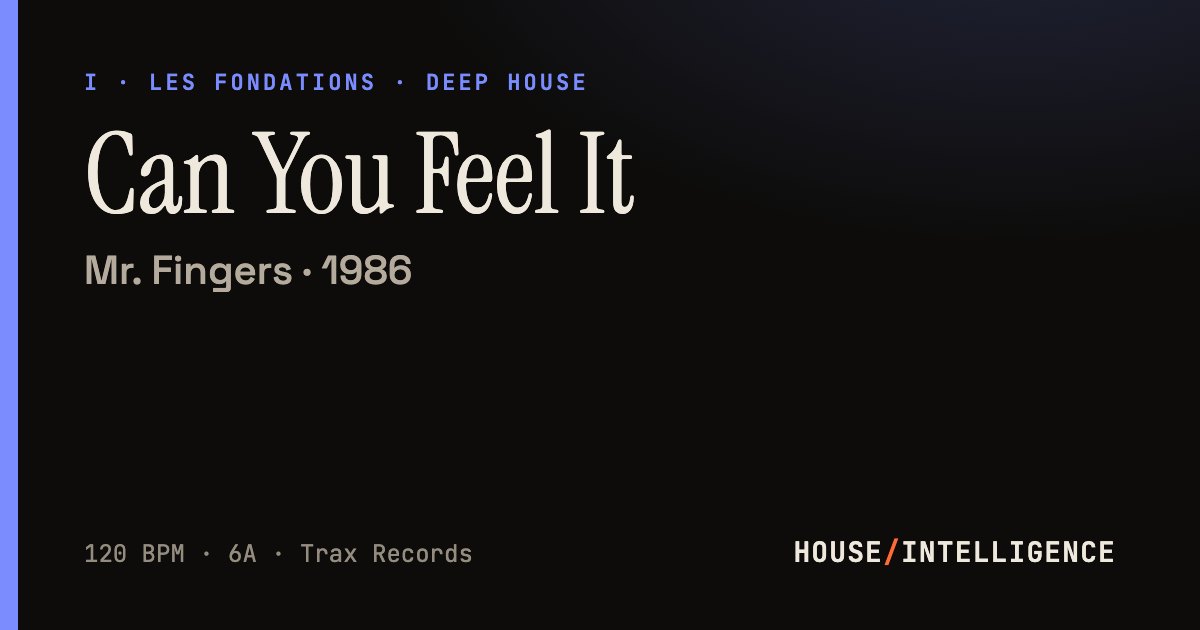 I · LES FONDATIONS · DEEP HOUSE
Can You Feel It
Mr. Fingers · 1986
120 BPM · 6A · Trax Records
HOUSE/INTELLIGENCE